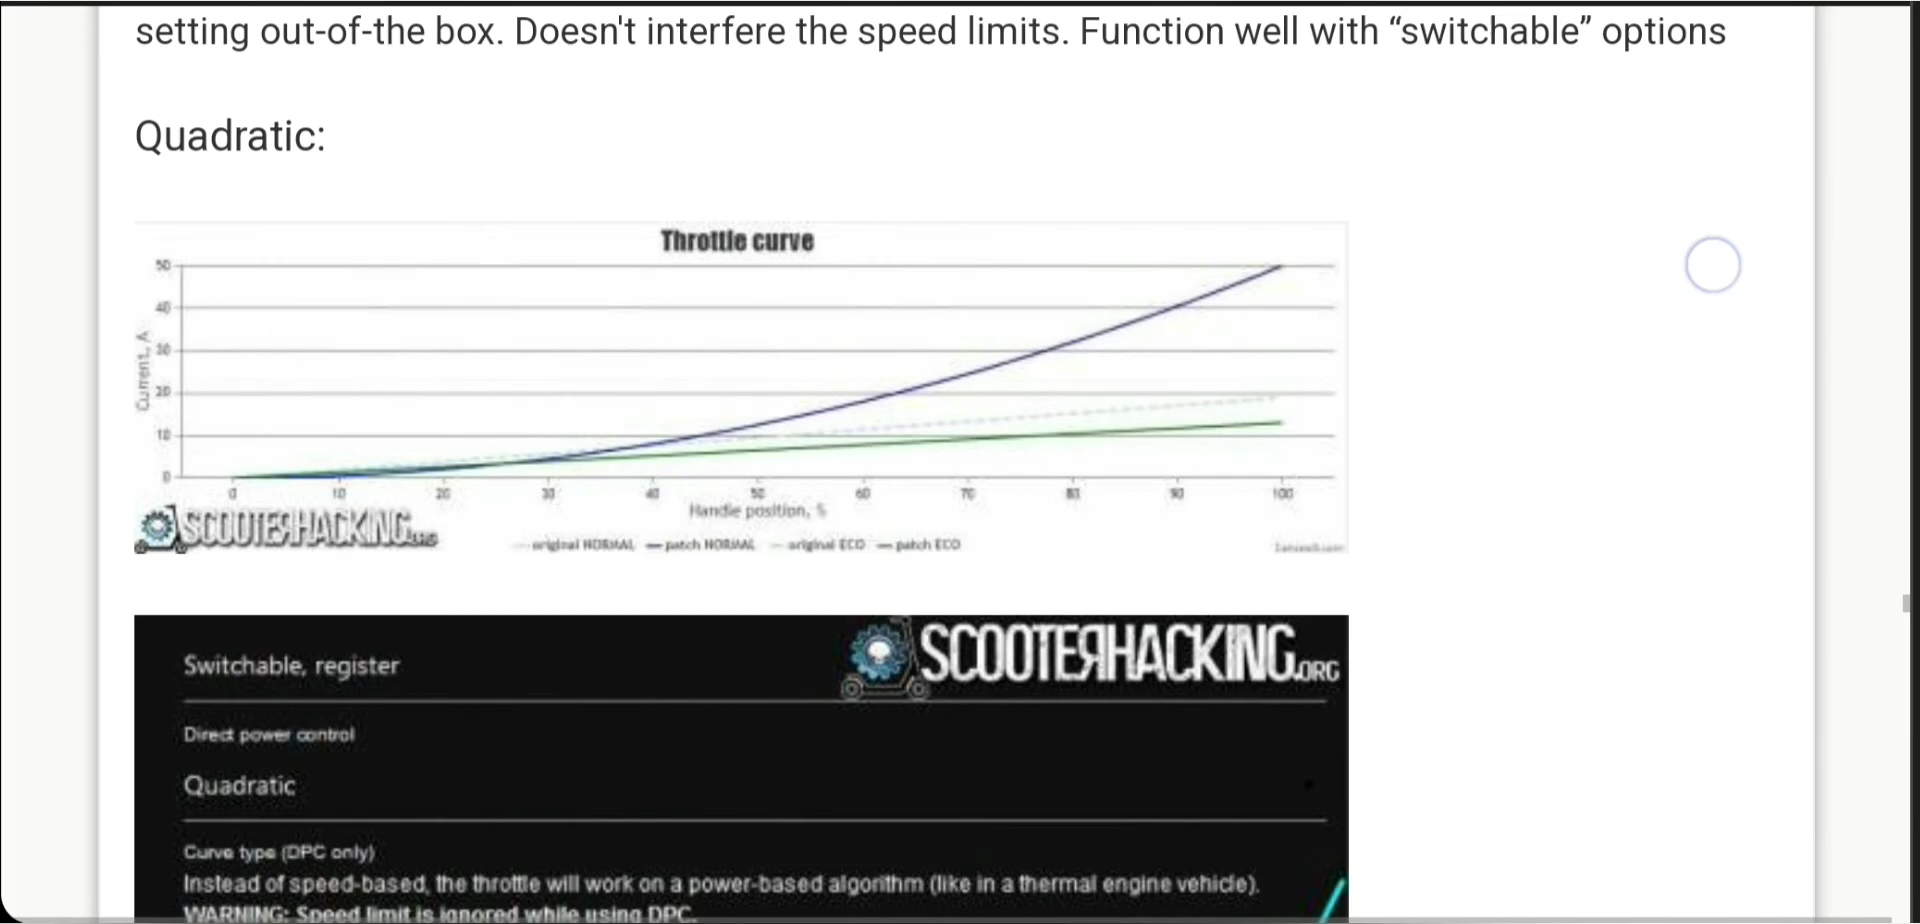 setting out-of-the box. Doesn't interfere the speed limits. Function well with “switchable” options
Quadratic:
Throttle curve
50
40
30
20
10
0
Current, A
0 10 20 30 40 50 60 70 80 90 100
Handle position, %
SCOOTERHACKING.ORG
original NORMAL patch NORMAL original ECO patch ECO
SCOOTERHACKING.ORG
Switchable, register
Direct power control
Quadratic
Curve type (DPC only)
Instead of speed-based, the throttle will work on a power-based algorithm (like in a thermal engine vehicle).
WARNING: Speed limit is ignored while using DPC.